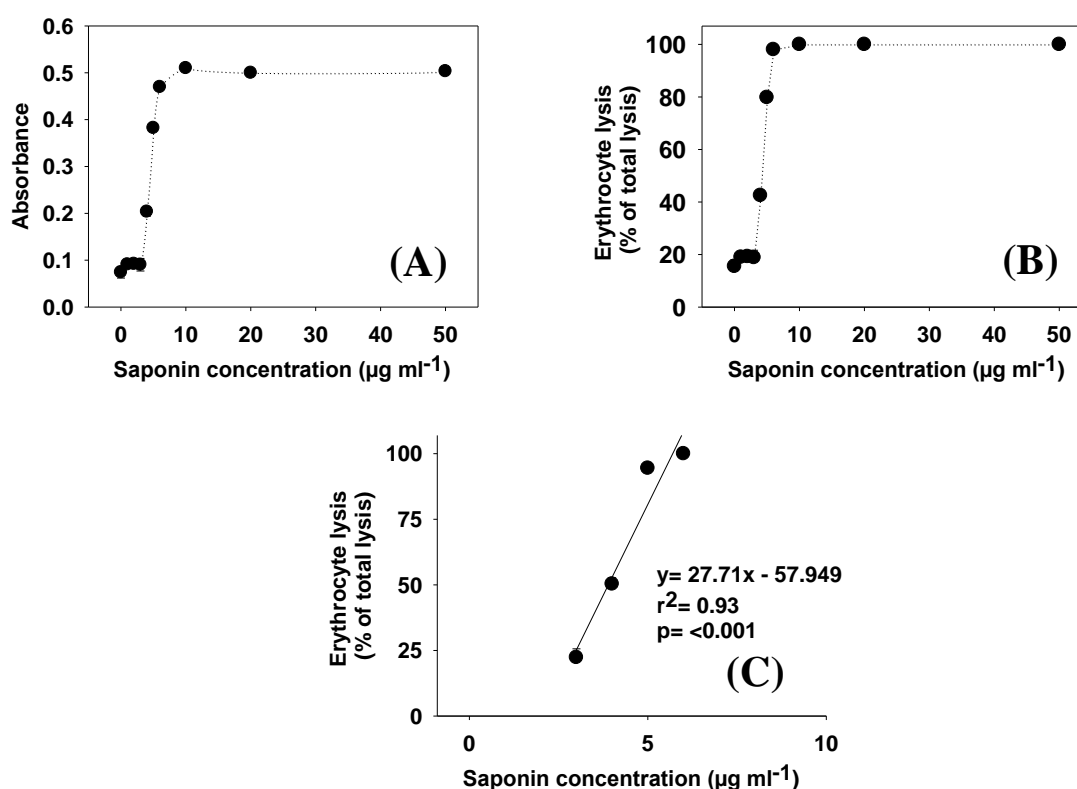 0.6
0.5
0.4
0.3
0.2
0.1
0.0
Absorbance
0 10 20 30 40 50
Saponin concentration (µg ml-1)
(A)
100
80
60
40
20
0
Erythrocyte lysis
(% of total lysis)
0 10 20 30 40 50
Saponin concentration (µg ml-1)
(B)
100
75
50
25
0
Erythrocyte lysis
(% of total lysis)
y= 27.71x - 57.949
r2= 0.93
p= <0.001
(C)
0 5 10
Saponin concentration (µg ml-1)